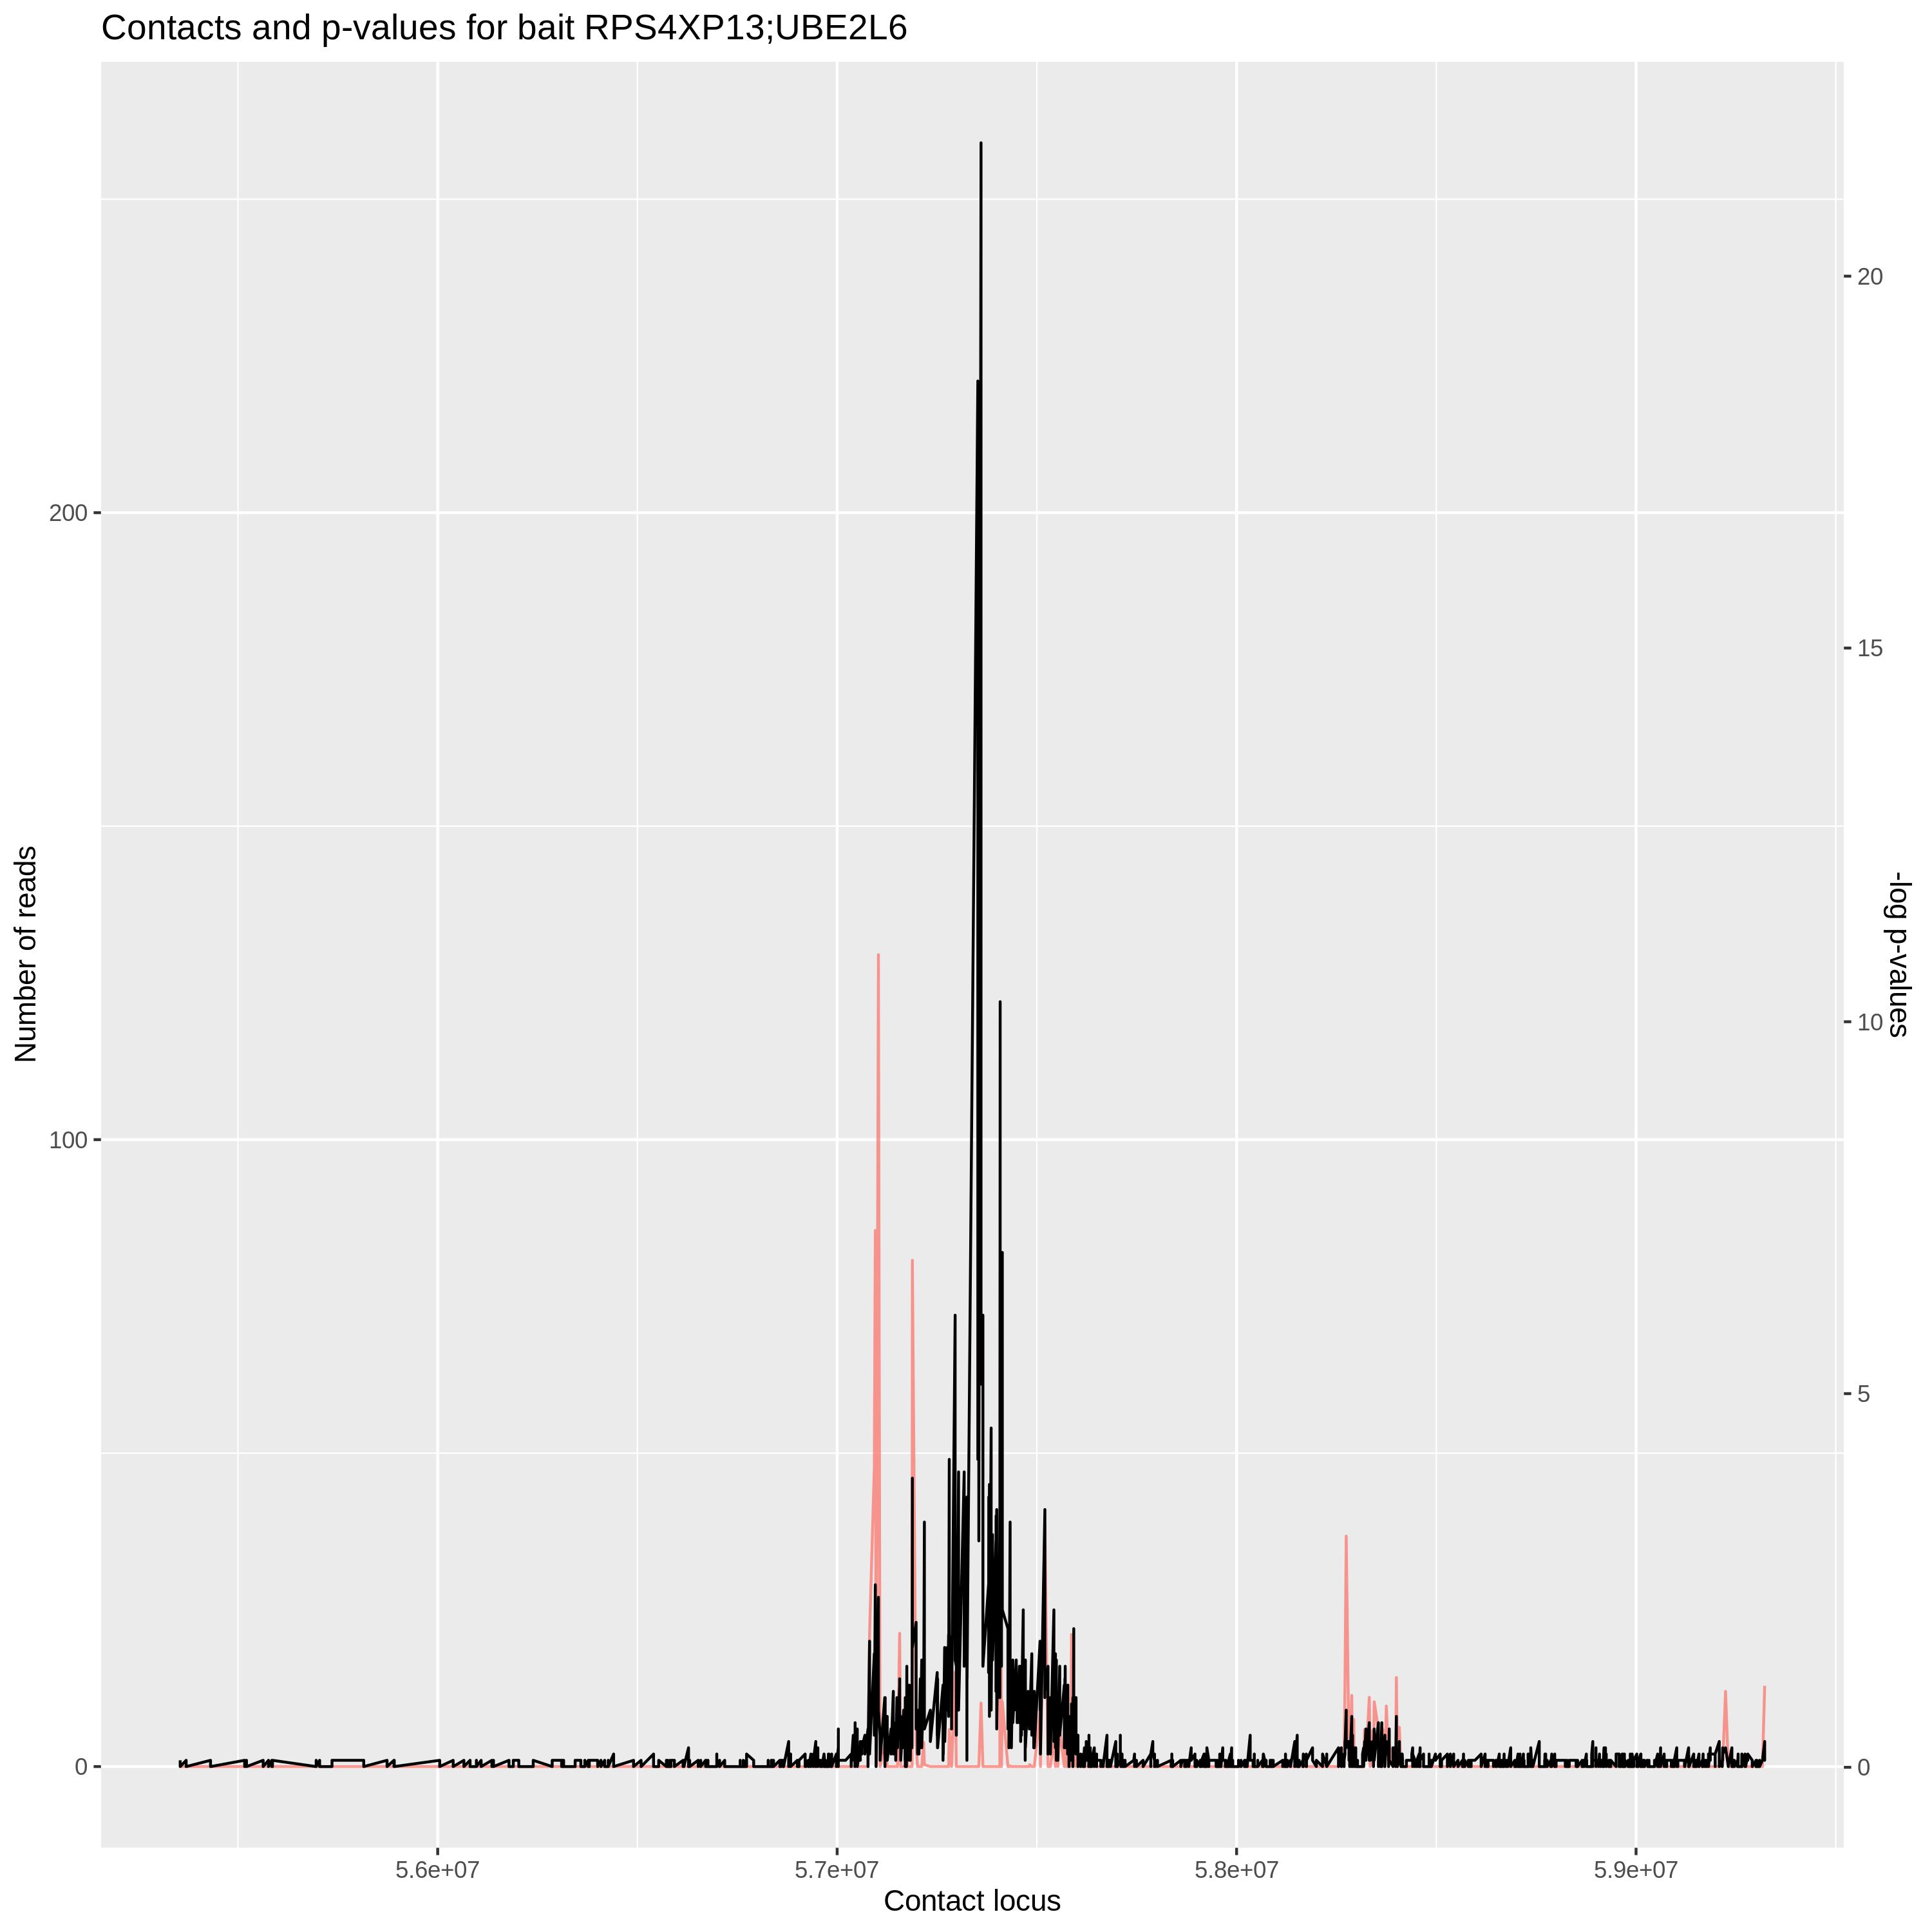 Contacts and p-values for bait RPS4XP13;UBE2L6
Number of reads
200
100
0
20
15
10
5
0
-log p-values
5.6e+07
5.7e+07
5.8e+07
5.9e+07
Contact locus